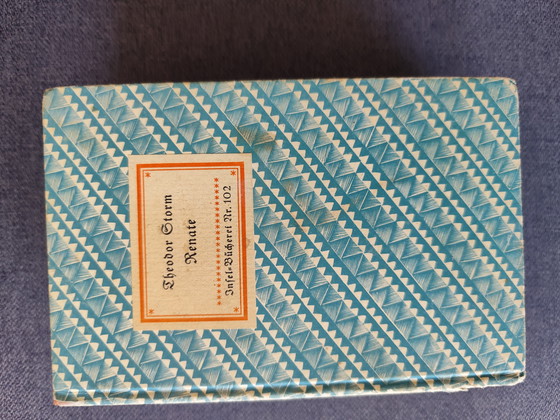 Theodor Storm
Renate
Insel-Bücherei Nr. 102